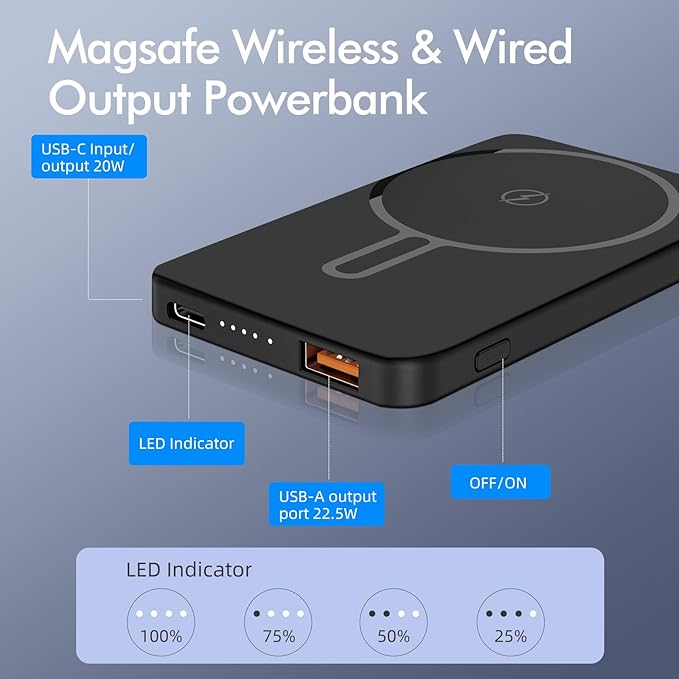 Magsafe Wireless & Wired
Output Powerbank
USB-C Input/
output 20W
LED Indicator
USB-A output
port 22.5W
OFF/ON
LED Indicator
100%
75%
50%
25%